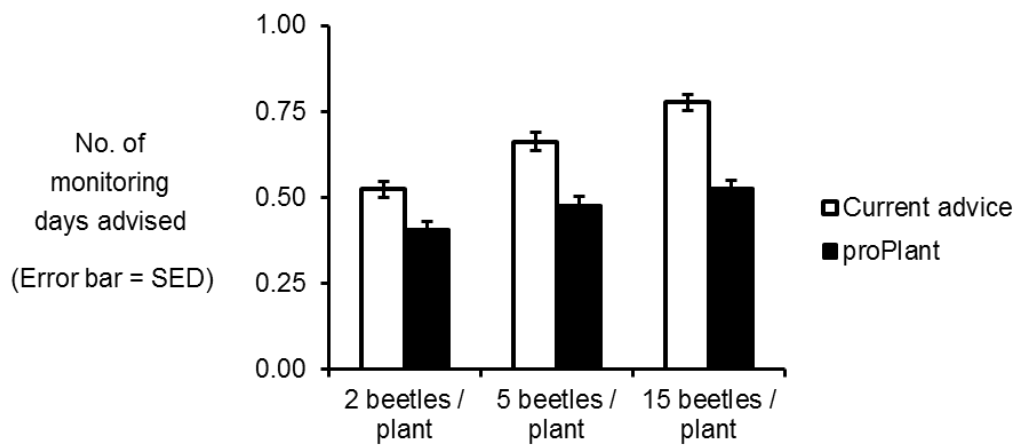 1.00
0.75
0.50
0.25
0.00
No. of
monitoring
days advised
(Error bar = SED)
2 beetles /
plant
5 beetles /
plant
15 beetles /
plant
Current advice
proPlant